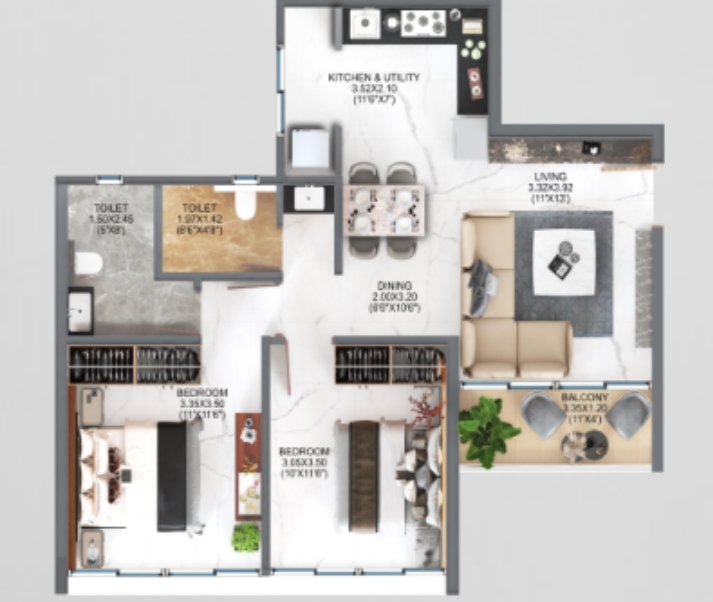 KITCHEN & UTILITY
3.52X2.10
(11'6"X7')
LIVING
3.32X3.92
(11'X13')
TOILET
1.50X2.45
(5'X8')
TOILET
1.97X1.42
(6'6"X4'8")
DINING
2.00X3.20
(6'6"X10'6")
BEDROOM
3.35X3.50
(11'X11'6")
BALCONY
3.35X1.20
(11'X4')
BEDROOM
3.05X3.50
(10'X11'6")